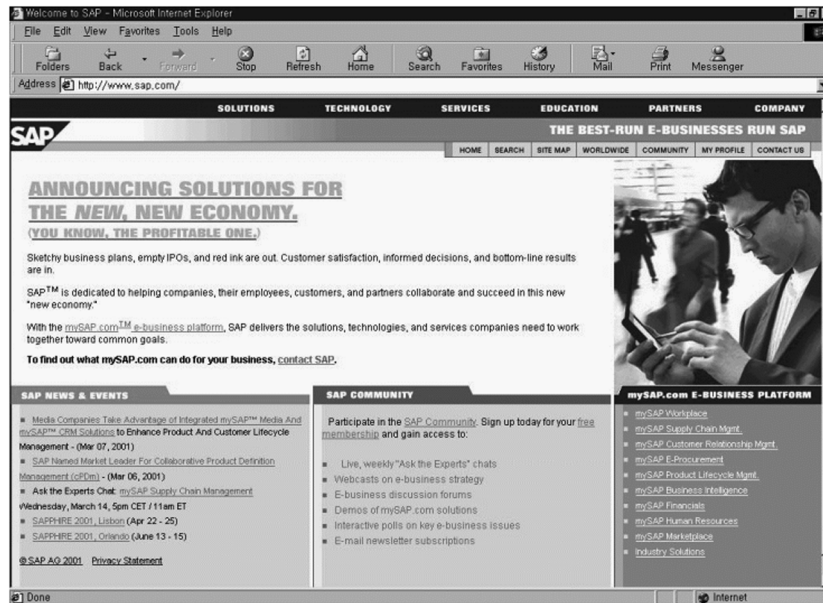 Welcome to SAP - Microsoft Internet Explorer
File Edit View Favorites Tools Help
Folders Back Forward Stop Refresh Home Search Favorites History Mail Print Messenger
Address http://www.sap.com/
SOLUTIONS TECHNOLOGY SERVICES EDUCATION PARTNERS COMPANY
SAP
THE BEST-RUN E-BUSINESSES RUN SAP
HOME SEARCH SITE MAP WORLDWIDE COMMUNITY MY PROFILE CONTACT US
ANNOUNCING SOLUTIONS FOR
THE NEW, NEW ECONOMY.
(YOU KNOW, THE PROFITABLE ONE.)
Sketchy business plans, empty IPOs, and red ink are out. Customer satisfaction, informed decisions, and bottom-line results
are in.
SAP™ is dedicated to helping companies, their employees, customers, and partners collaborate and succeed in this new
"new economy."
With the mySAP.com™ e-business platform, SAP delivers the solutions, technologies, and services companies need to work
together toward common goals.
To find out what mySAP.com can do for your business, contact SAP.
SAP NEWS & EVENTS
Media Companies Take Advantage of Integrated mySAP™ Media And
mySAP™ CRM Solutions to Enhance Product And Customer Lifecycle
Management - (Mar 07, 2001)
SAP Named Market Leader For Collaborative Product Definition
Management (cPDm) - (Mar 06, 2001)
Ask the Experts Chat: mySAP Supply Chain Management
Wednesday, March 14, 5pm CET / 11am ET
SAPPHIRE 2001, Lisbon (Apr 22 - 25)
SAPPHIRE 2001, Orlando (June 13 - 15)
© SAP AG 2001 Privacy Statement
SAP COMMUNITY
Participate in the SAP Community. Sign up today for your free
membership and gain access to:
Live, weekly "Ask the Experts" chats
Webcasts on e-business strategy
E-business discussion forums
Demos of mySAP.com solutions
Interactive polls on key e-business issues
E-mail newsletter subscriptions
mySAP.com E-BUSINESS PLATFORM
mySAP Workplace
mySAP Supply Chain Mgmt.
mySAP Customer Relationship Mgmt.
mySAP E-Procurement
mySAP Product Lifecycle Mgmt.
mySAP Business Intelligence
mySAP Financials
mySAP Human Resources
mySAP Marketplace
Industry Solutions
Done Internet